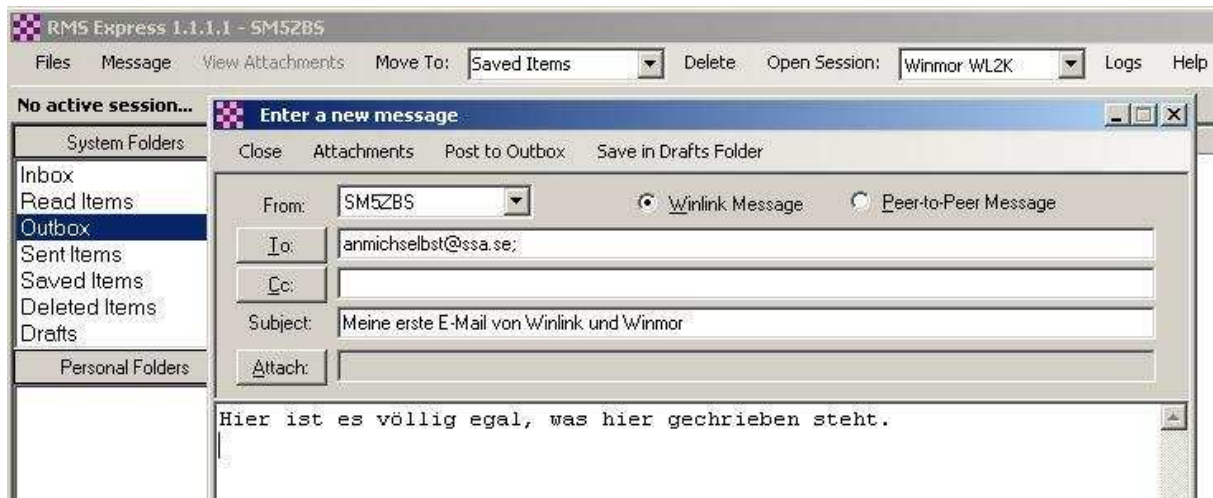 RMS Express 1.1.1.1 - SM5ZBS
Files Message View Attachments Move To: Saved Items Delete Open Session: Winmor WL2K Logs Help
No active session...
System Folders
Inbox
Read Items
Outbox
Sent Items
Saved Items
Deleted Items
Drafts
Personal Folders
Enter a new message
Close Attachments Post to Outbox Save in Drafts Folder
From: SM5ZBS Winlink Message Peer-to-Peer Message
To: anmichselbst@ssa.se;
Cc:
Subject: Meine erste E-Mail von Winlink und Winmor
Attach:
Hier ist es völlig egal, was hier gechrieben steht.